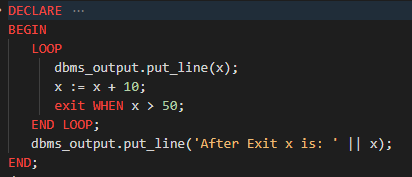 DECLARE ...
BEGIN
LOOP
dbms_output.put_line(x);
x := x + 10;
exit WHEN x > 50;
END LOOP;
dbms_output.put_line('After Exit x is: ' || x);
END;